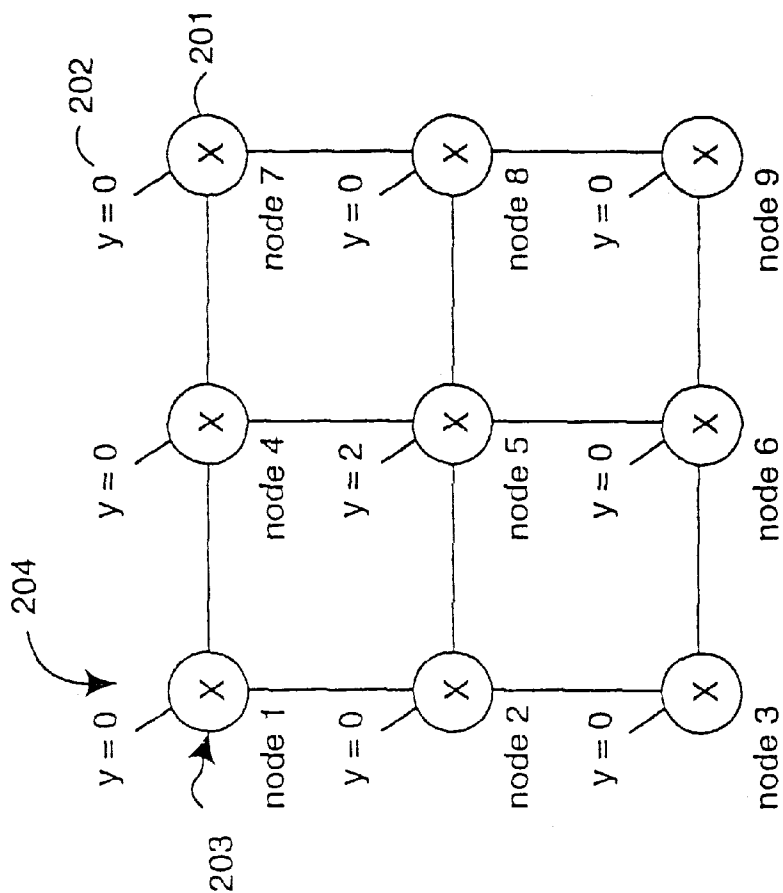 204
y = 0 y = 0 y = 0 202
201
X X X
203
node 1 node 4 node 7
y = 0 y = 2 y = 0
X X X
node 2 node 5 node 8
y = 0 y = 0 y = 0
X X X
node 3 node 6 node 9